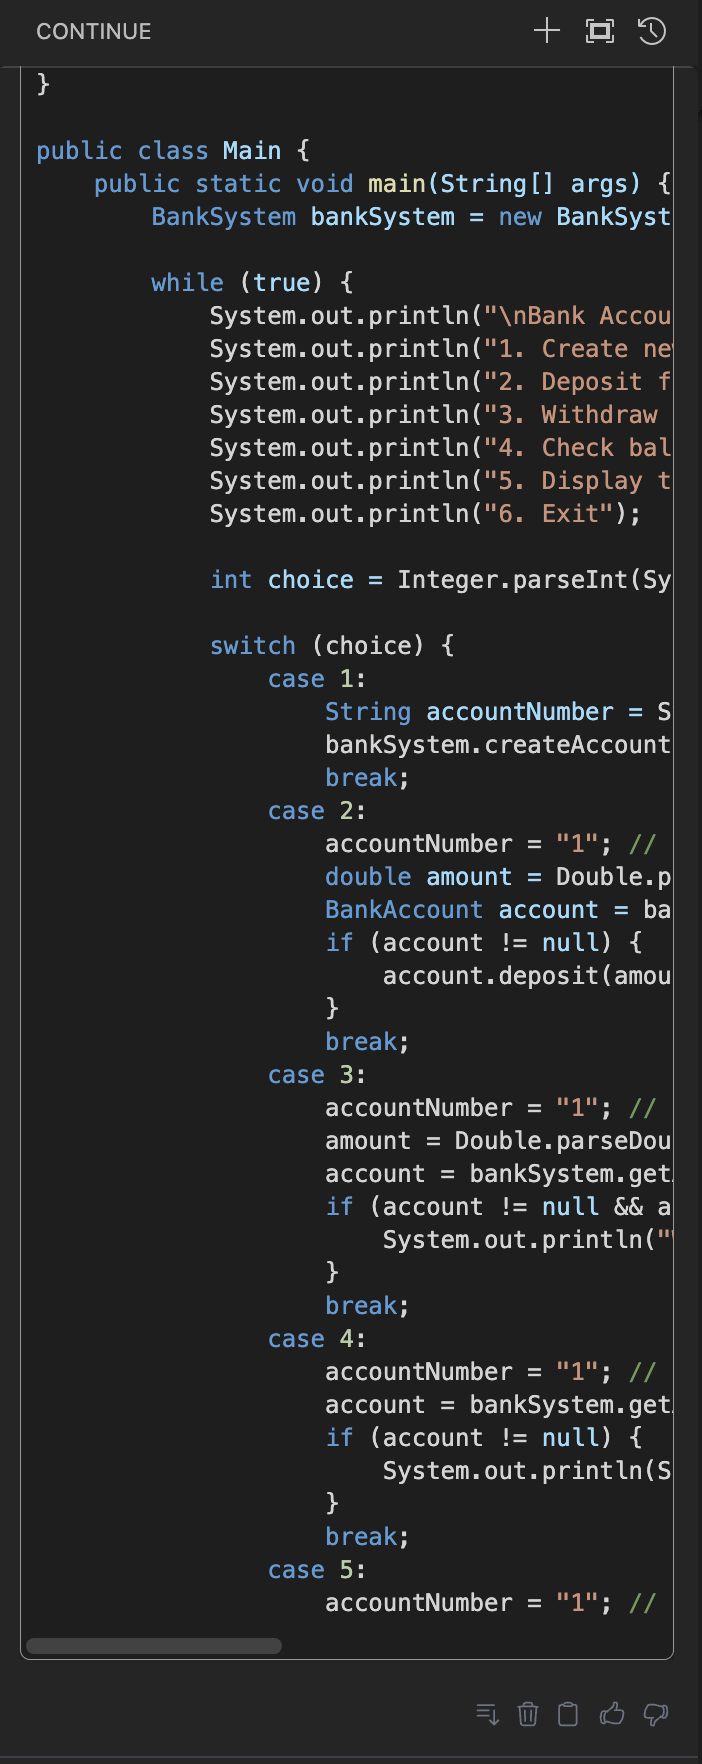 CONTINUE
}
public class Main {
    public static void main(String[] args) {
        BankSystem bankSystem = new BankSyst
        while (true) {
            System.out.println("\nBank Accou
            System.out.println("1. Create ne
            System.out.println("2. Deposit f
            System.out.println("3. Withdraw
            System.out.println("4. Check bal
            System.out.println("5. Display t
            System.out.println("6. Exit");
            int choice = Integer.parseInt(Sy
            switch (choice) {
                case 1:
                    String accountNumber = S
                    bankSystem.createAccount
                    break;
                case 2:
                    accountNumber = "1"; //
                    double amount = Double.p
                    BankAccount account = ba
                    if (account != null) {
                        account.deposit(amou
                    }
                    break;
                case 3:
                    accountNumber = "1"; //
                    amount = Double.parseDou
                    account = bankSystem.get
                    if (account != null && a
                        System.out.println("
                    }
                    break;
                case 4:
                    accountNumber = "1"; //
                    account = bankSystem.get
                    if (account != null) {
                        System.out.println(S
                    }
                    break;
                case 5:
                    accountNumber = "1"; //